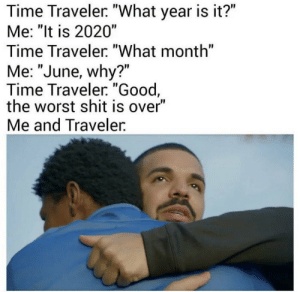 Time Traveler: "What year is it?"
Me: "It is 2020"
Time Traveler: "What month"
Me: "June, why?"
Time Traveler: "Good,
the worst shit is over"
Me and Traveler: